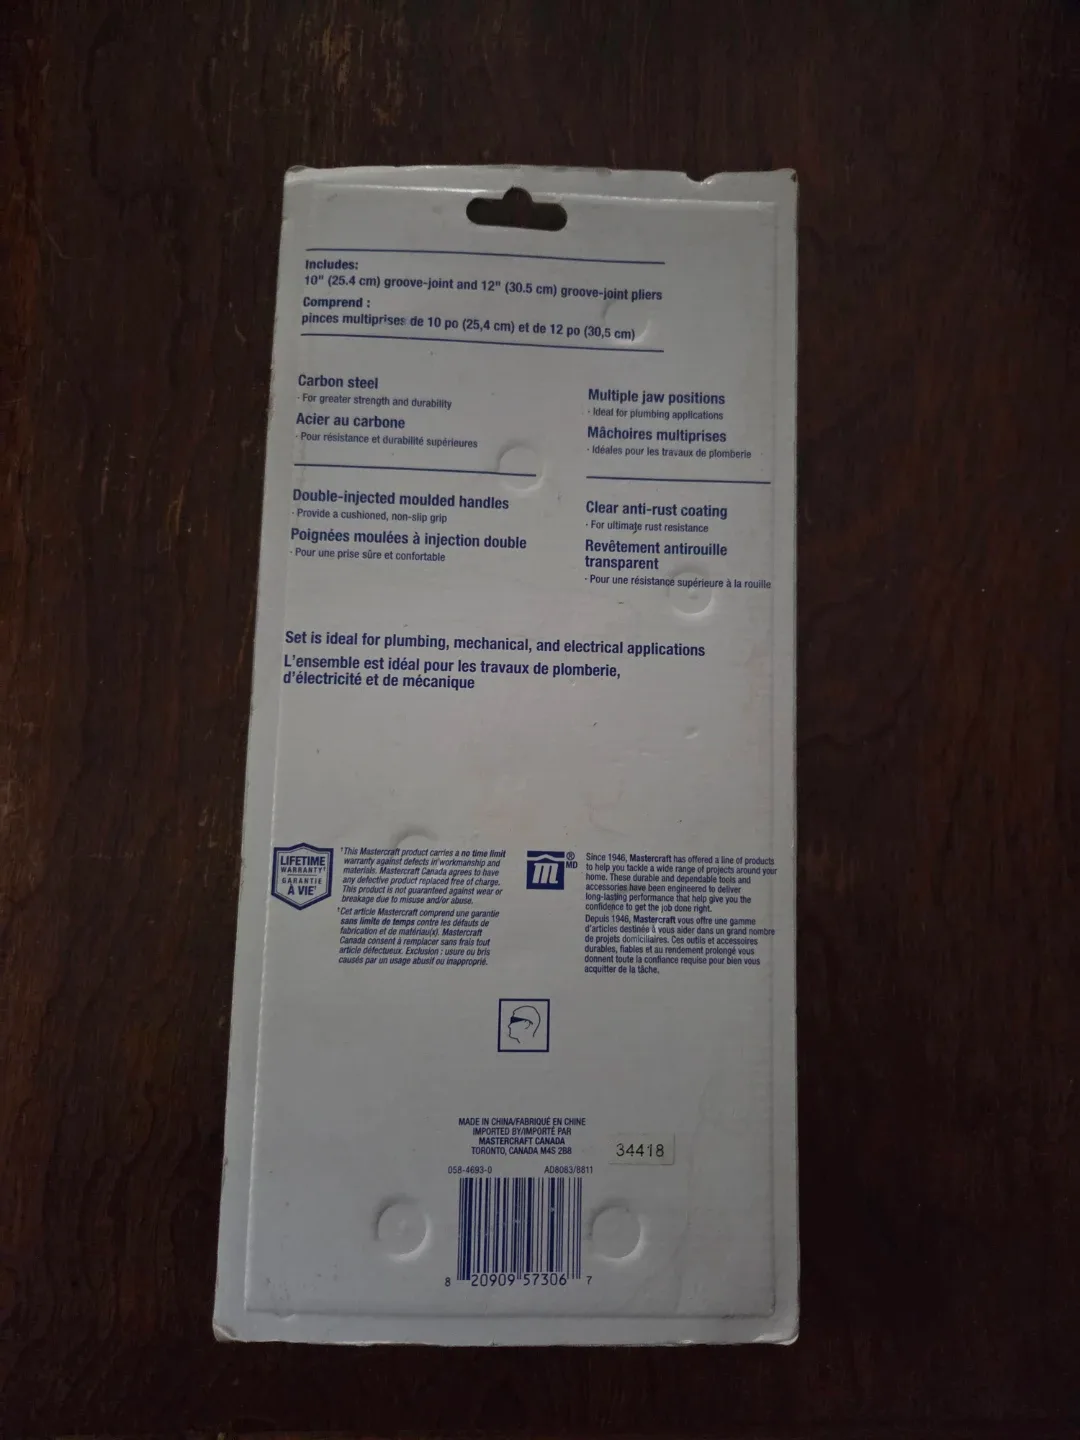 Includes:
10" (25.4 cm) groove-joint and 12" (30.5 cm) groove-joint pliers
Comprend :
pinces multiprises de 10 po (25,4 cm) et de 12 po (30,5 cm)
Carbon steel
· For greater strength and durability
Acier au carbone
· Pour résistance et durabilité supérieures
Multiple jaw positions
· Ideal for plumbing applications
Mâchoires multiprises
· Idéales pour les travaux de plomberie
Double-injected moulded handles
· Provide a cushioned, non-slip grip
Poignées moulées à injection double
· Pour une prise sûre et confortable
Clear anti-rust coating
· For ultimate rust resistance
Revêtement antirouille
transparent
· Pour une résistance supérieure à la rouille
Set is ideal for plumbing, mechanical, and electrical applications
L'ensemble est idéal pour les travaux de plomberie,
d'électricité et de mécanique
LIFETIME
WARRANTY†
GARANTIE
À VIE†
†This Mastercraft product carries a no time limit
warranty against defects in workmanship and
materials. Mastercraft Canada agrees to have
any defective product replaced free of charge.
This product is not guaranteed against wear or
breakage due to misuse and/or abuse.
†Cet article Mastercraft comprend une garantie
sans limite de temps contre les défauts de
fabrication et de matériau(x). Mastercraft
Canada consent à remplacer sans frais tout
article défectueux. Exclusion : usure ou bris
causés par un usage abusif ou inapproprié.
m ® MD
Since 1946, Mastercraft has offered a line of products
to help you tackle a wide range of projects around your
home. These durable and dependable tools and
accessories have been engineered to deliver
long-lasting performance that help give you the
confidence to get the job done right.
Depuis 1946, Mastercraft vous offre une gamme
d'articles destinée à vous aider dans un grand nombre
de projets domiciliaires. Ces outils et accessoires
durables, fiables et au rendement prolongé vous
donnent toute la confiance requise pour bien vous
acquitter de la tâche.
MADE IN CHINA/FABRIQUÉ EN CHINE
IMPORTED BY/IMPORTÉ PAR
MASTERCRAFT CANADA
TORONTO, CANADA M4S 2B8
34418
058-4693-0 AD8083/8811
8 20909 57306 7